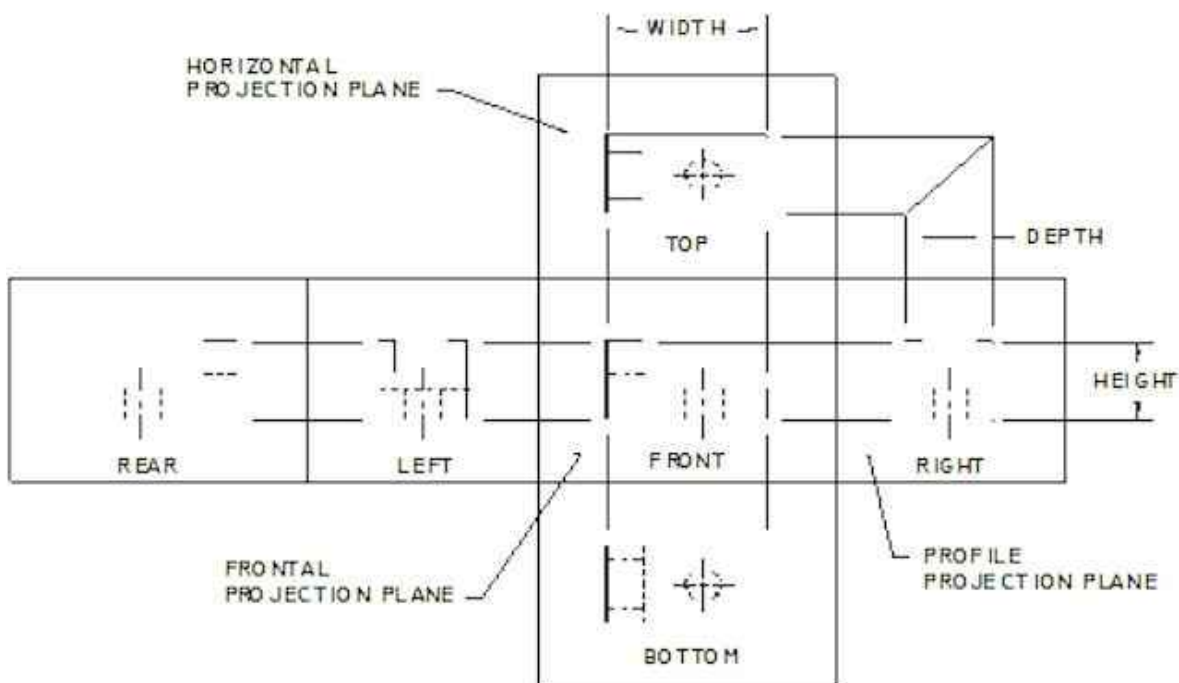 WIDTH
HORIZONTAL
PROJECTION PLANE
TOP
DEPTH
HEIGHT
REAR
LEFT
FRONT
RIGHT
FRONTAL
PROJECTION PLANE
PROFILE
PROJECTION PLANE
BOTTOM